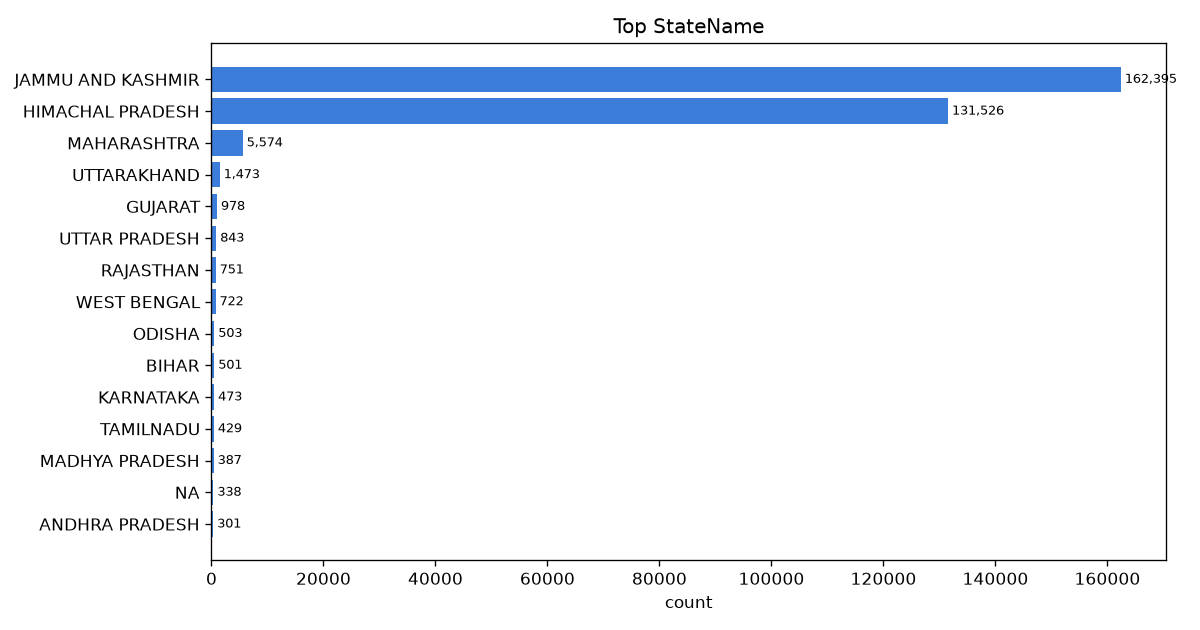 Top StateName
JAMMU AND KASHMIR 162,395
HIMACHAL PRADESH 131,526
MAHARASHTRA 5,574
UTTARAKHAND 1,473
GUJARAT 978
UTTAR PRADESH 843
RAJASTHAN 751
WEST BENGAL 722
ODISHA 503
BIHAR 501
KARNATAKA 473
TAMILNADU 429
MADHYA PRADESH 387
NA 338
ANDHRA PRADESH 301
0 20000 40000 60000 80000 100000 120000 140000 160000
count